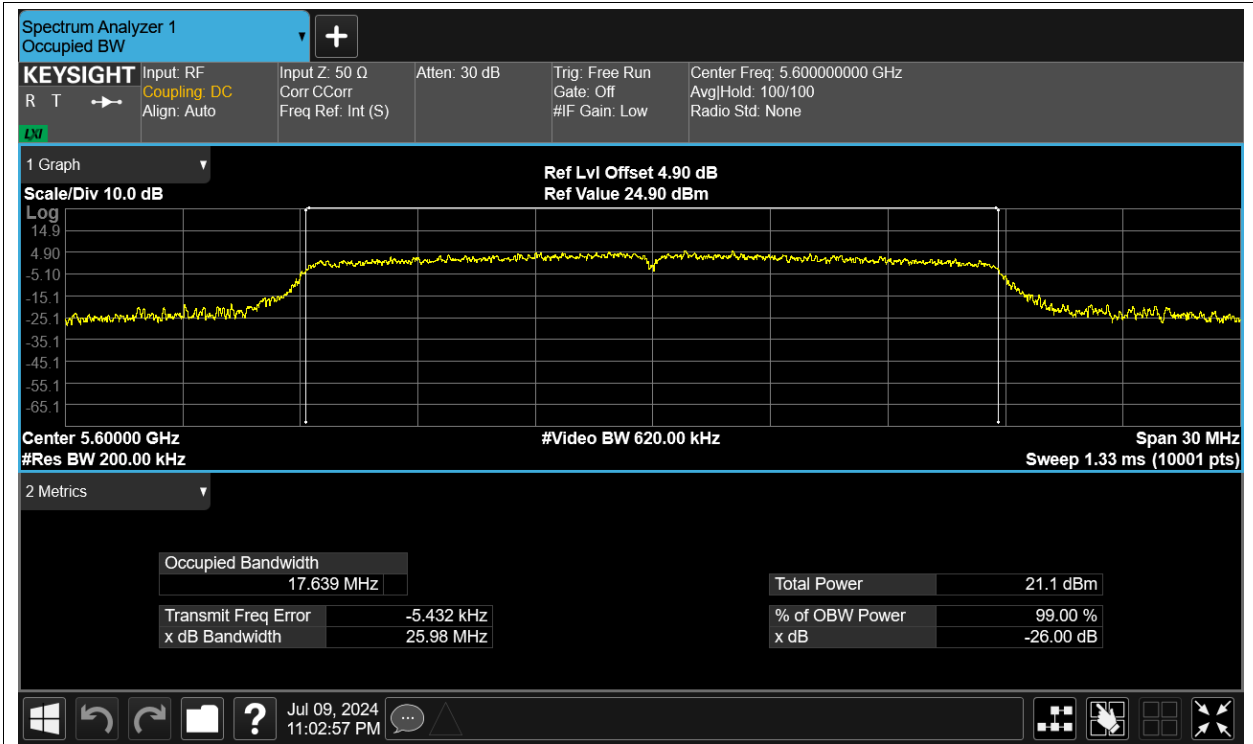 Spectrum Analyzer 1
Occupied BW
KEYSIGHT
R T
LXI
Input: RF
Coupling: DC
Align: Auto
Input Z: 50 Ω
Corr CCorr
Freq Ref: Int (S)
Atten: 30 dB
Trig: Free Run
Gate: Off
#IF Gain: Low
Center Freq: 5.600000000 GHz
Avg|Hold: 100/100
Radio Std: None
1 Graph
Scale/Div 10.0 dB
Ref Lvl Offset 4.90 dB
Ref Value 24.90 dBm
Log
14.9
4.90
-5.10
-15.1
-25.1
-35.1
-45.1
-55.1
-65.1
Center 5.60000 GHz
#Video BW 620.00 kHz
Span 30 MHz
#Res BW 200.00 kHz
Sweep 1.33 ms (10001 pts)
2 Metrics
Occupied Bandwidth
17.639 MHz
Total Power 21.1 dBm
Transmit Freq Error -5.432 kHz
% of OBW Power 99.00 %
x dB Bandwidth 25.98 MHz
x dB -26.00 dB
?
Jul 09, 2024
11:02:57 PM